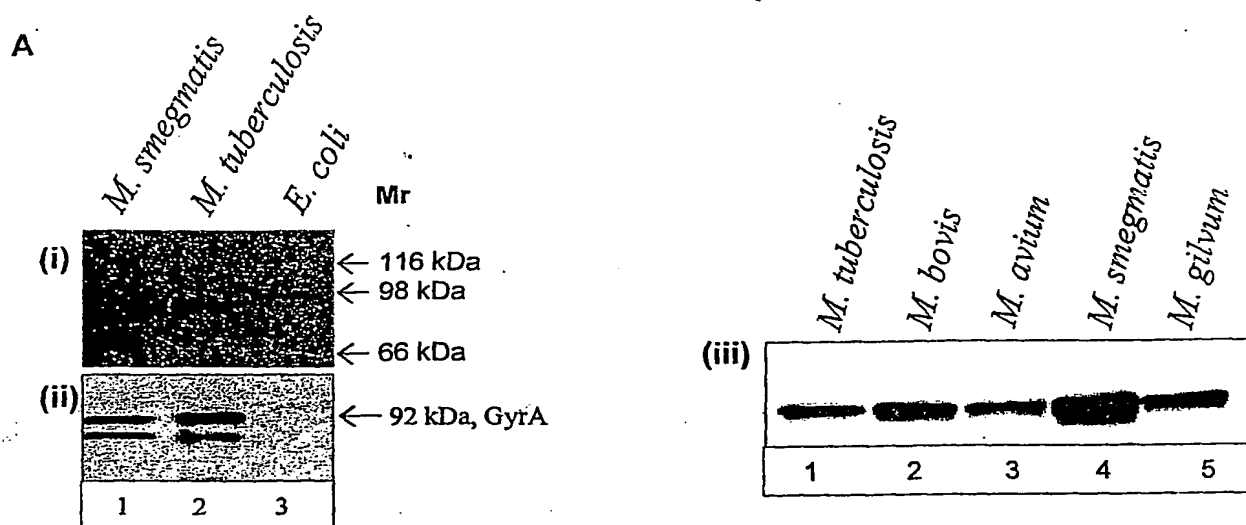 A
M. smegmatis
M. tuberculosis
E. coli
Mr
(i)
← 116 kDa
← 98 kDa
← 66 kDa
(ii)
← 92 kDa, GyrA
1 2 3
M. tuberculosis
M. bovis
M. avium
M. smegmatis
M. gilvum
(iii)
1 2 3 4 5